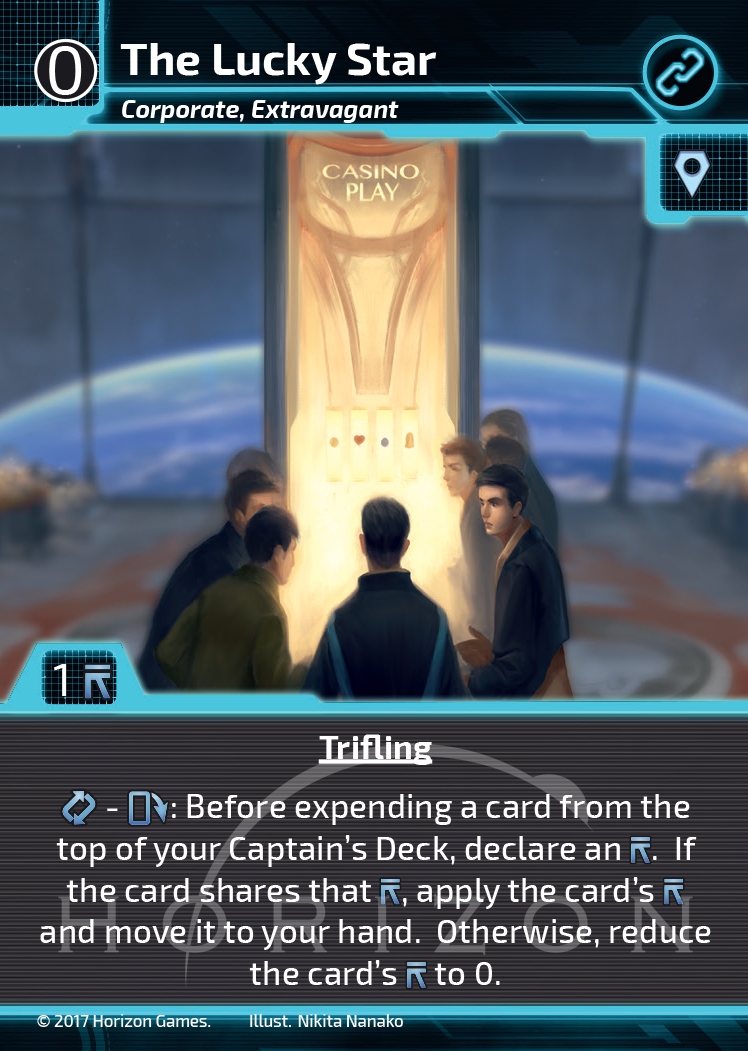 0
The Lucky Star
Corporate, Extravagant
CASINO
PLAY
1
Trifling
- : Before expending a card from the
top of your Captain's Deck, declare an . If
the card shares that , apply the card's
and move it to your hand. Otherwise, reduce
the card's to 0.
HORIZON
© 2017 Horizon Games. Illust. Nikita Nanako